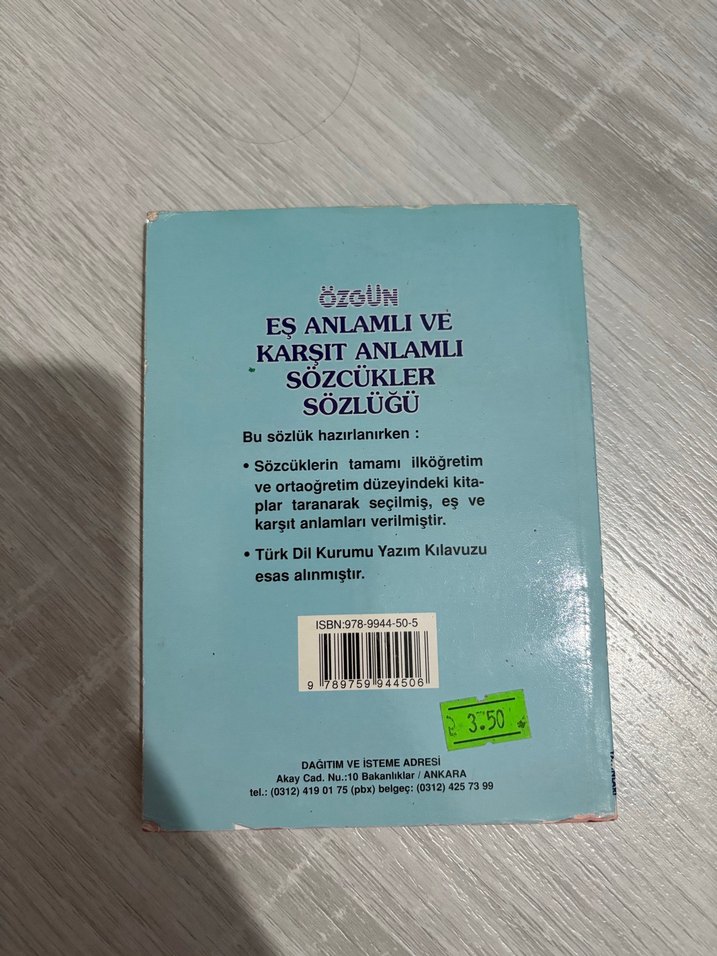 ÖZGÜN
EŞ ANLAMLI VE
KARŞIT ANLAMLI
SÖZCÜKLER
SÖZLÜĞÜ
Bu sözlük hazırlanırken :
• Sözcüklerin tamamı ilköğretim
ve ortaoğretim düzeyindeki kita-
plar taranarak seçilmiş, eş ve
karşıt anlamları verilmiştir.
• Türk Dil Kurumu Yazım Kılavuzu
esas alınmıştır.
ISBN:978-9944-50-5
9 789759 944506
3.50
DAĞITIM VE İSTEME ADRESİ
Akay Cad. Nu.:10 Bakanlıklar / ANKARA
tel.: (0312) 419 01 75 (pbx) belgeç: (0312) 425 73 99